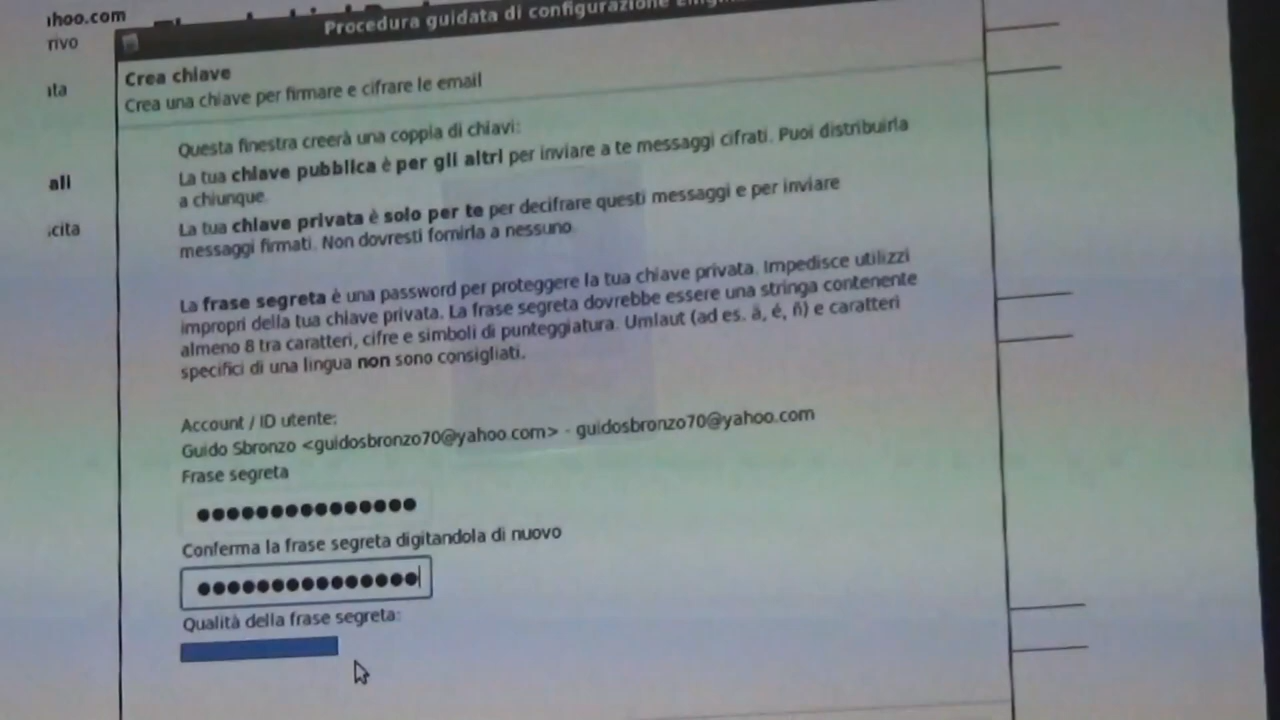 ahoo.com
rivo
ita
ali
cita
Procedura guidata di configurazione
Crea chiave
Crea una chiave per firmare e cifrare le email
Questa finestra creerà una coppia di chiavi:
La tua chiave pubblica è per gli altri per inviare a te messaggi cifrati. Puoi distribuirla
a chiunque.
La tua chiave privata è solo per te per decifrare questi messaggi e per inviare
messaggi firmati. Non dovresti fornirla a nessuno.
La frase segreta è una password per proteggere la tua chiave privata. Impedisce utilizzi
impropri della tua chiave privata. La frase segreta dovrebbe essere una stringa contenente
almeno 8 tra caratteri, cifre e simboli di punteggiatura. Umlaut (ad es. ä, é, ñ) e caratteri
specifici di una lingua non sono consigliati.
Account / ID utente:
Guido Sbronzo <guidosbronzo70@yahoo.com> - guidosbronzo70@yahoo.com
Frase segreta
Conferma la frase segreta digitandola di nuovo
Qualità della frase segreta: